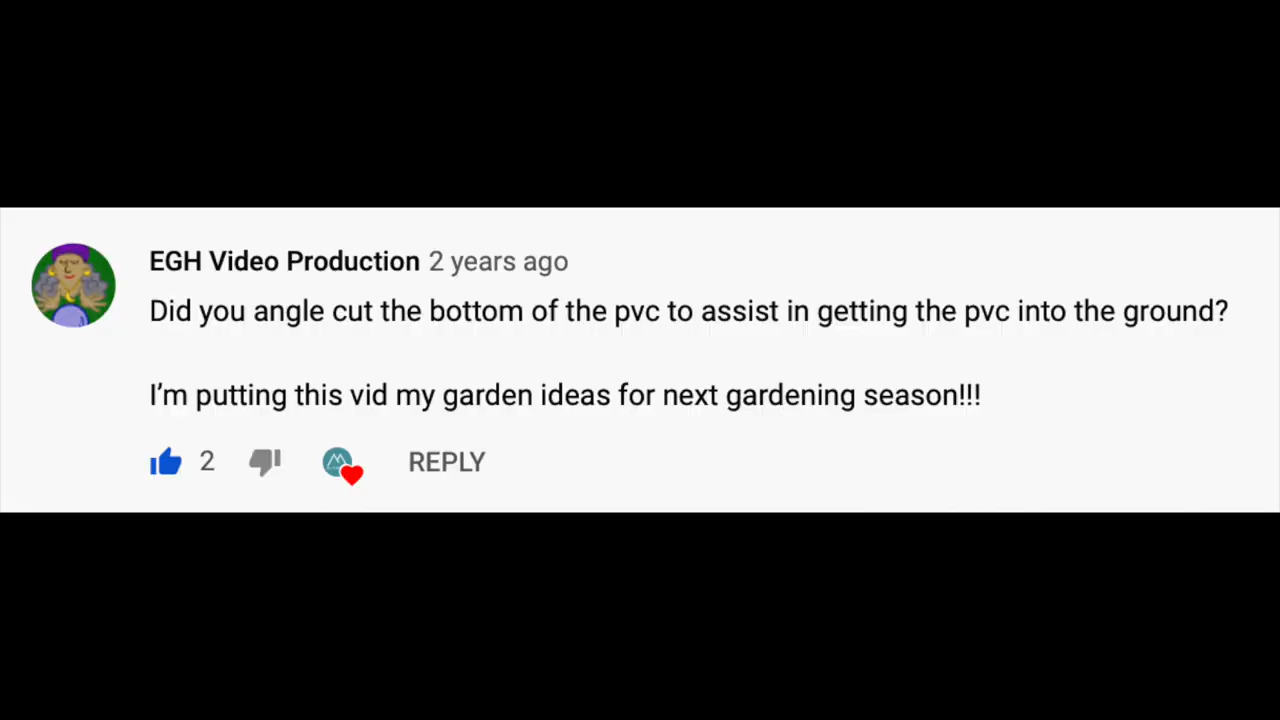 EGH Video Production 2 years ago
Did you angle cut the bottom of the pvc to assist in getting the pvc into the ground?
I’m putting this vid my garden ideas for next gardening season!!!
2 REPLY